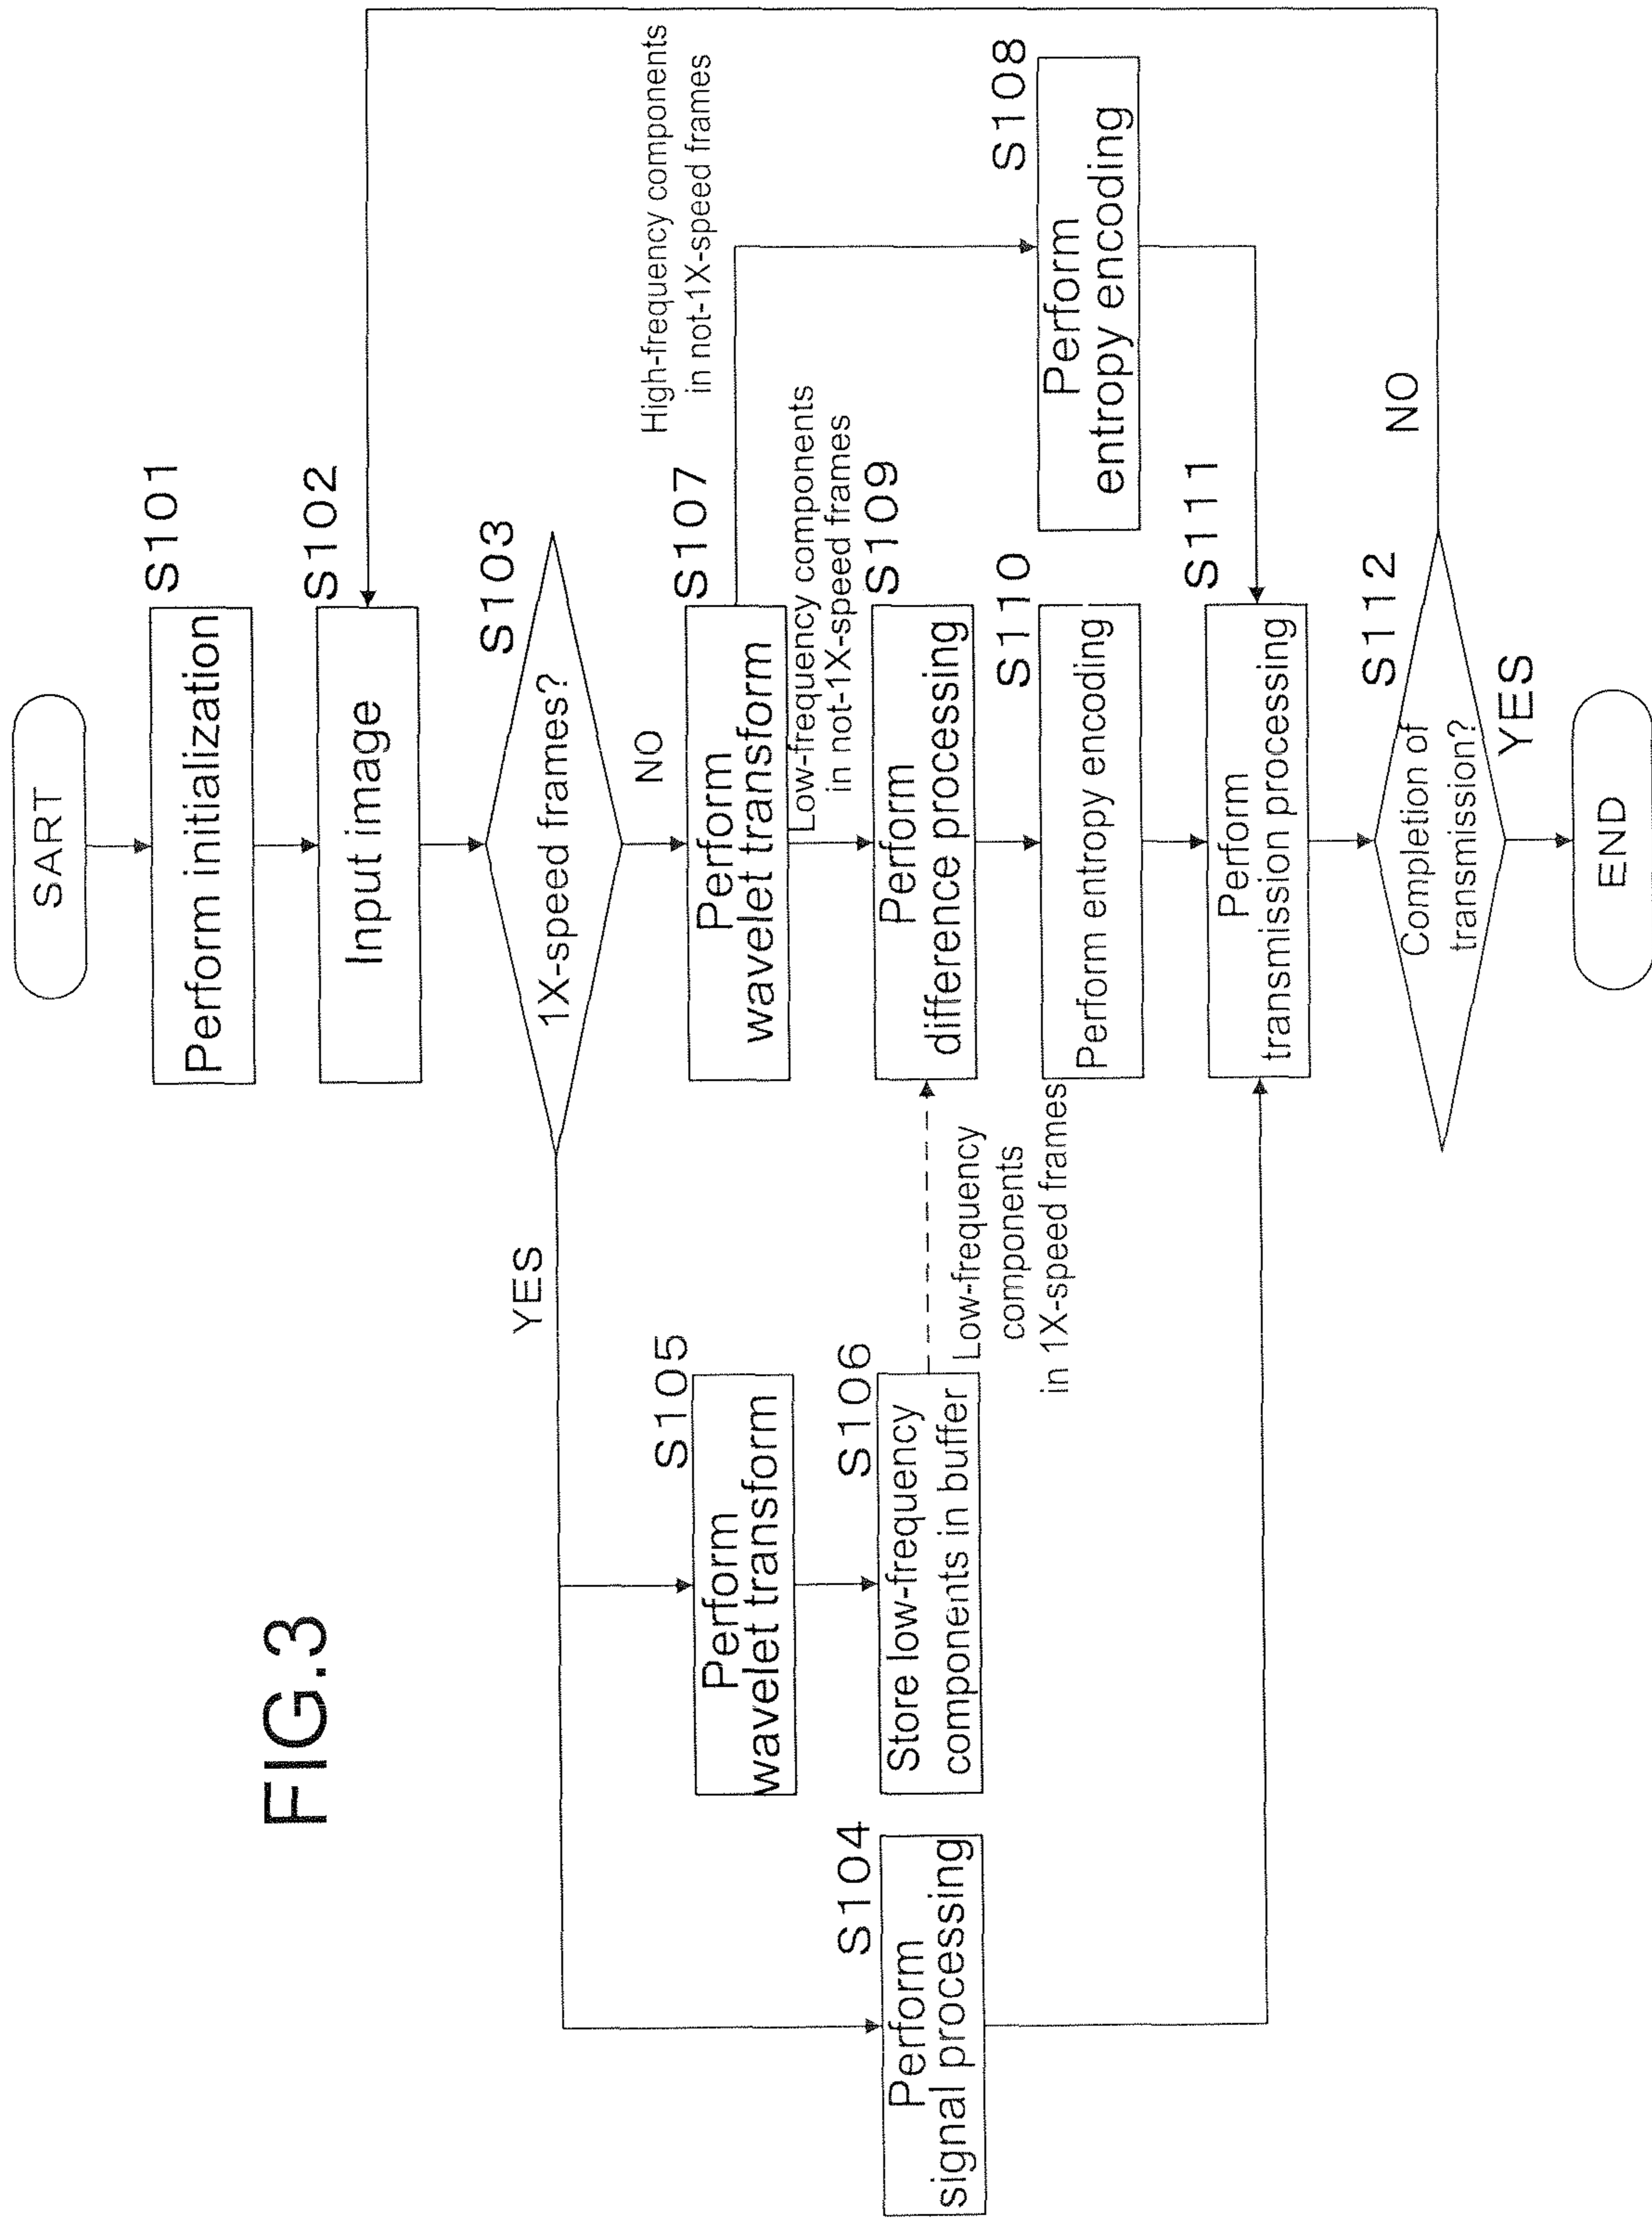 FIG.3
SART
S101
Perform initialization
S102
Input image
S103
1X-speed frames?
YES
NO
S105
Perform
wavelet transform
S107
Perform
wavelet transform
High-frequency components
in not-1X-speed frames
Low-frequency components
in not-1X-speed frames
S104
Perform
signal processing
S106
Store low-frequency
components in buffer
Low-frequency
components
in 1X-speed frames
S109
Perform
difference processing
S108
Perform
entropy encoding
S110
Perform entropy encoding
S111
Perform
transmission processing
S112
Completion of
transmission?
NO
YES
END